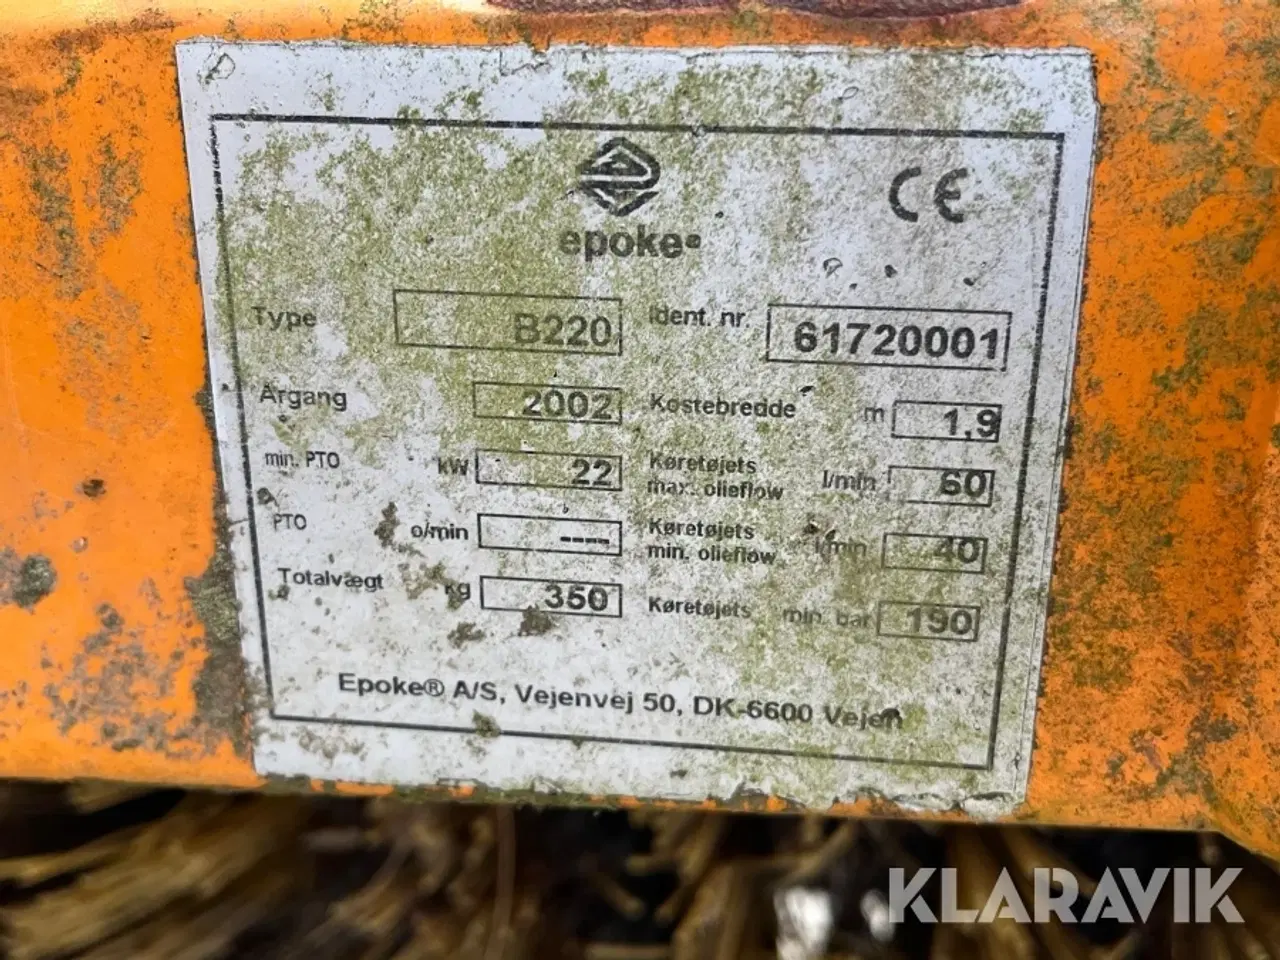 CE
epoke®
Type B220 Ident. nr. 61720001
Årgang 2002 Kostebredde m 1,9
min. PTO kW 22 Køretøjets max. olieflow l/min 60
PTO o/min ---- Køretøjets min. olieflow l/min 40
Totalvægt kg 350 Køretøjets min. bar 190
Epoke® A/S, Vejenvej 50, DK-6600 Vejen
KLARAVIK